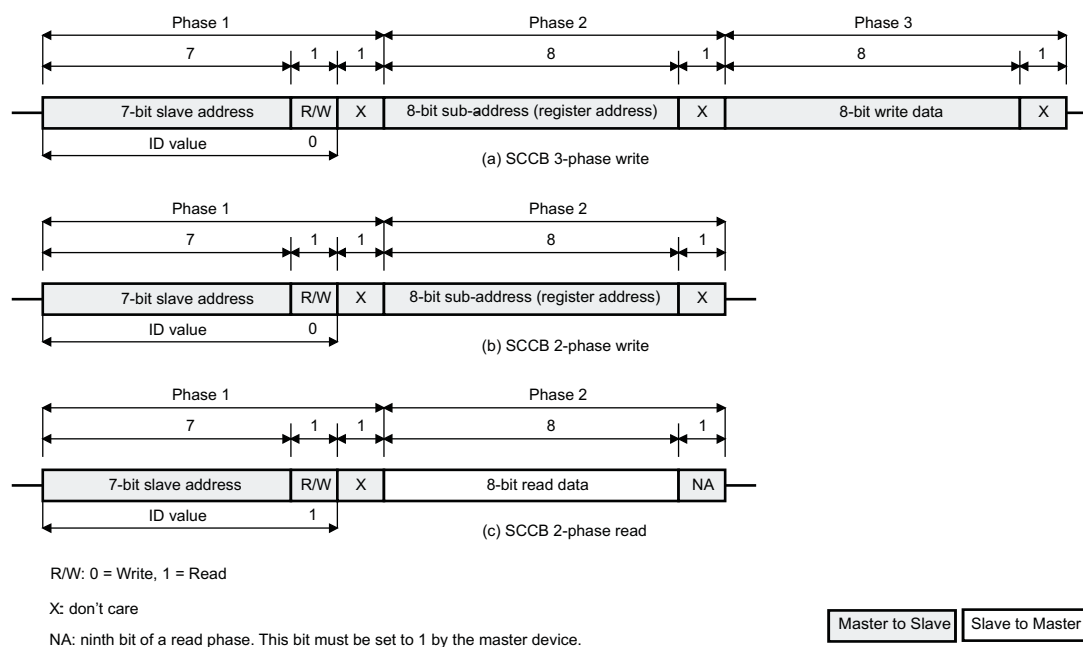 Phase 1 Phase 2 Phase 3
7 1 1 8 1 8 1
7-bit slave address R/W X 8-bit sub-address (register address) X 8-bit write data X
ID value 0
(a) SCCB 3-phase write
Phase 1 Phase 2
7 1 1 8 1
7-bit slave address R/W X 8-bit sub-address (register address) X
ID value 0
(b) SCCB 2-phase write
Phase 1 Phase 2
7 1 1 8 1
7-bit slave address R/W X 8-bit read data NA
ID value 1
(c) SCCB 2-phase read
R/W: 0 = Write, 1 = Read
X: don't care
NA: ninth bit of a read phase. This bit must be set to 1 by the master device.
Master to Slave Slave to Master